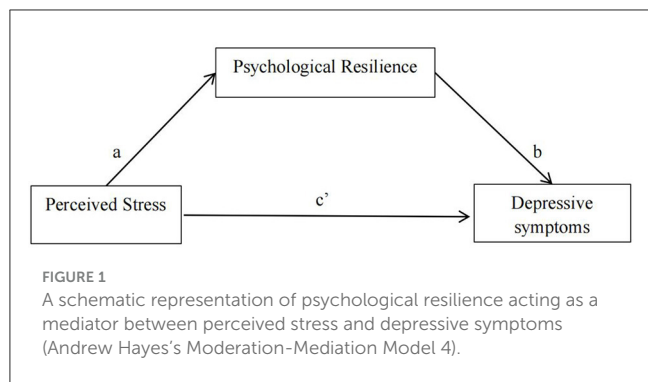 Psychological Resilience
a
b
Perceived Stress
c'
Depressive
symptoms
FIGURE 1
A schematic representation of psychological resilience acting as a
mediator between perceived stress and depressive symptoms
(Andrew Hayes's Moderation-Mediation Model 4).